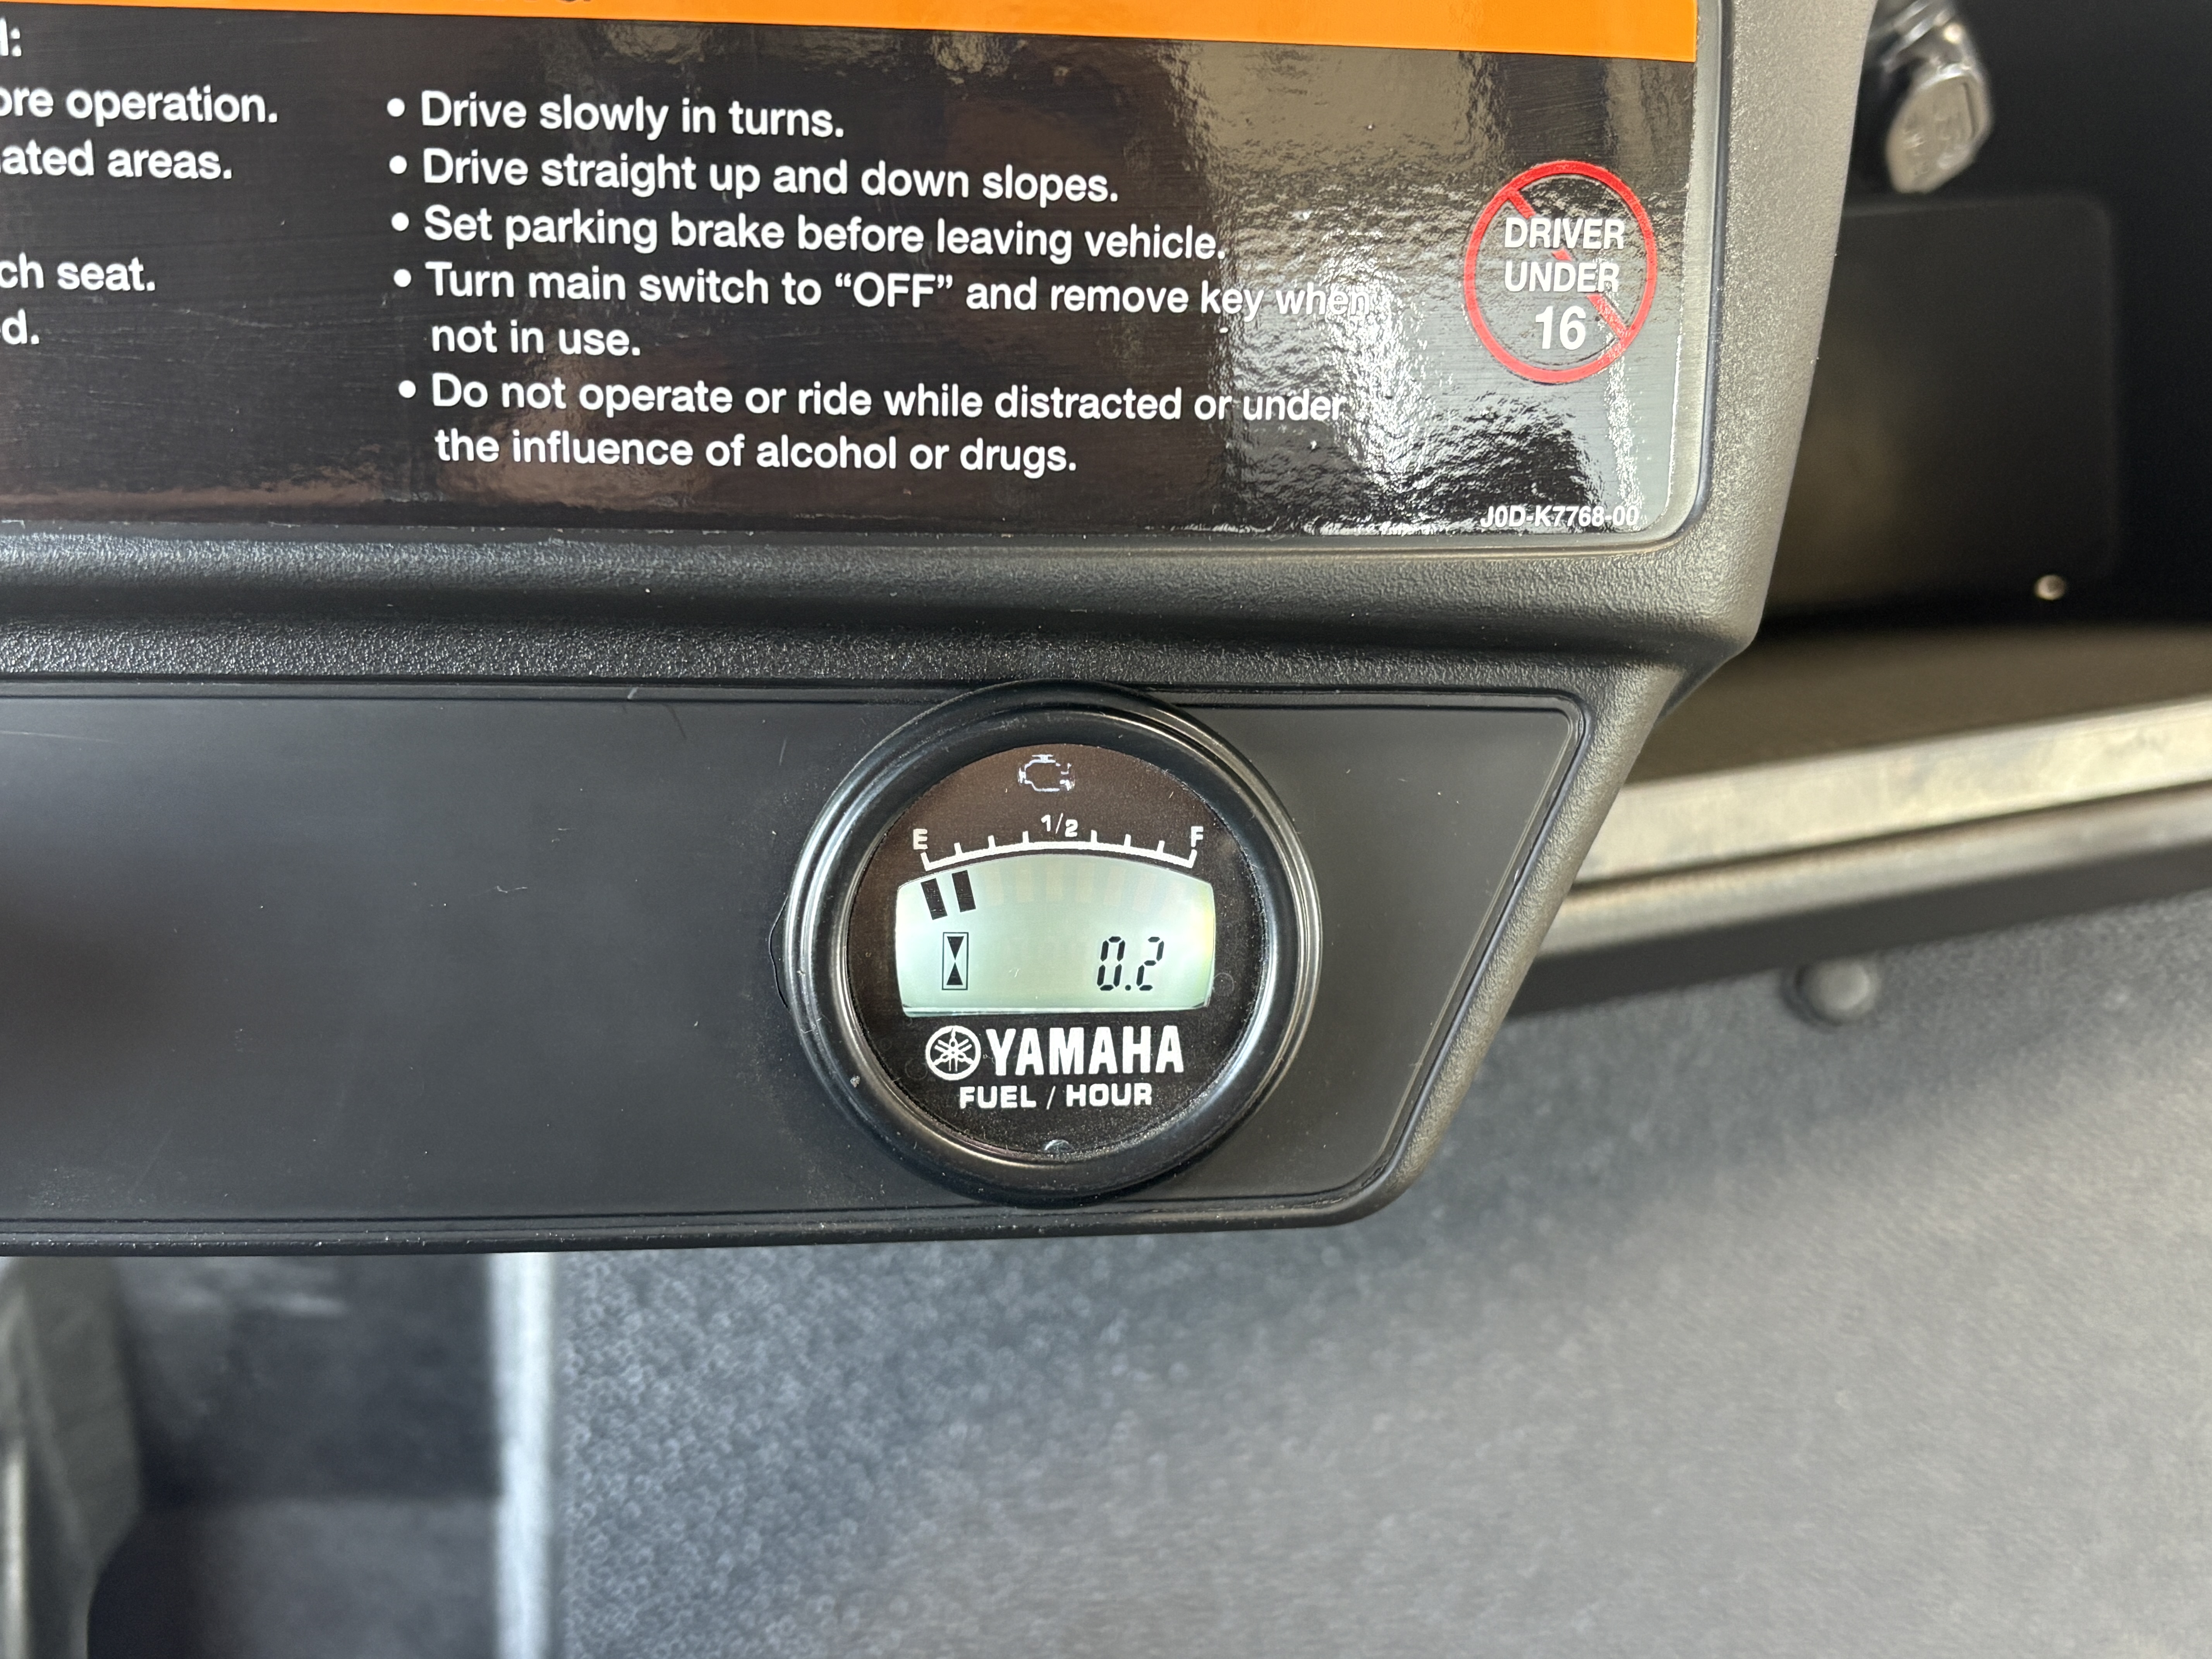 ore operation.
ated areas.
ch seat.
d.
• Drive slowly in turns.
• Drive straight up and down slopes.
• Set parking brake before leaving vehicle.
• Turn main switch to “OFF” and remove key when
not in use.
• Do not operate or ride while distracted or under
the influence of alcohol or drugs.
DRIVER
UNDER
16
J0D-K7768-00
E 1/2 F
0.2
YAMAHA
FUEL / HOUR